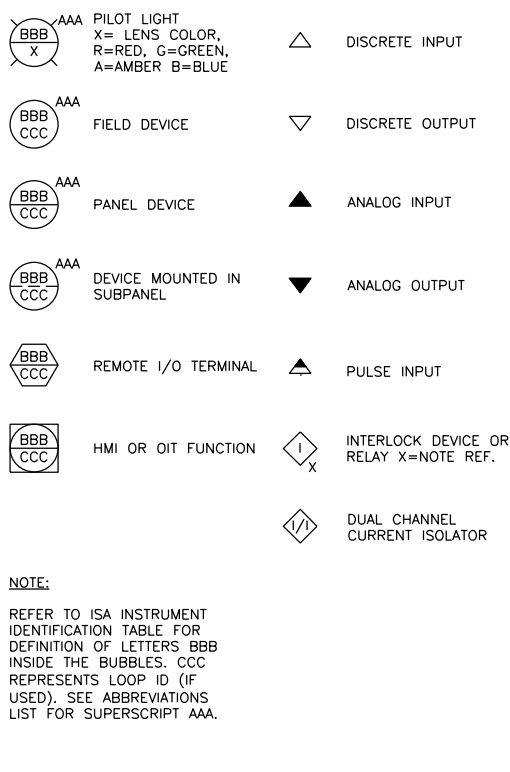 BBB
X
AAA
PILOT LIGHT
X= LENS COLOR,
R=RED, G=GREEN,
A=AMBER B=BLUE
DISCRETE INPUT
BBB
CCC
AAA
FIELD DEVICE
DISCRETE OUTPUT
BBB
CCC
AAA
PANEL DEVICE
ANALOG INPUT
BBB
CCC
AAA
DEVICE MOUNTED IN
SUBPANEL
ANALOG OUTPUT
BBB
CCC
REMOTE I/O TERMINAL
PULSE INPUT
BBB
CCC
HMI OR OIT FUNCTION
I
X
INTERLOCK DEVICE OR
RELAY X=NOTE REF.
I/I
DUAL CHANNEL
CURRENT ISOLATOR
NOTE:
REFER TO ISA INSTRUMENT
IDENTIFICATION TABLE FOR
DEFINITION OF LETTERS BBB
INSIDE THE BUBBLES. CCC
REPRESENTS LOOP ID (IF
USED). SEE ABBREVIATIONS
LIST FOR SUPERSCRIPT AAA.